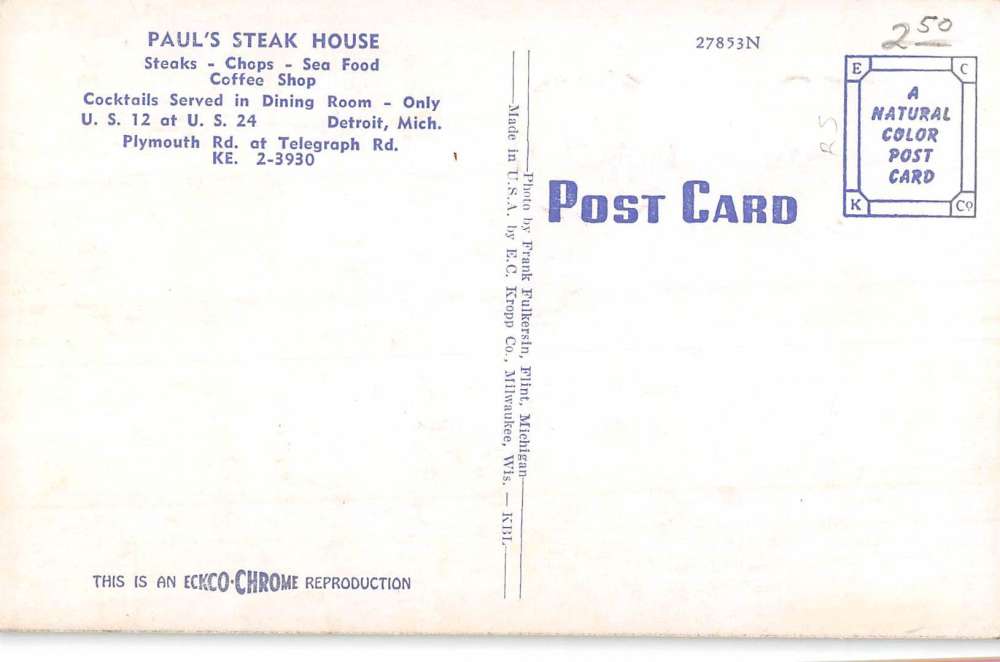 PAUL'S STEAK HOUSE
Steaks - Chops - Sea Food
Coffee Shop
Cocktails Served in Dining Room - Only
U. S. 12 at U. S. 24 Detroit, Mich.
Plymouth Rd. at Telegraph Rd.
KE. 2-3930
THIS IS AN ECKCO-CHROME REPRODUCTION
Made in U.S.A. by E.C. Kropp Co., Milwaukee, Wis. — KBL
Photo by Frank Fulkersin, Flint, Michigan
27853N
2 50
RS
POST CARD
E C
A
NATURAL
COLOR
POST
CARD
K Co